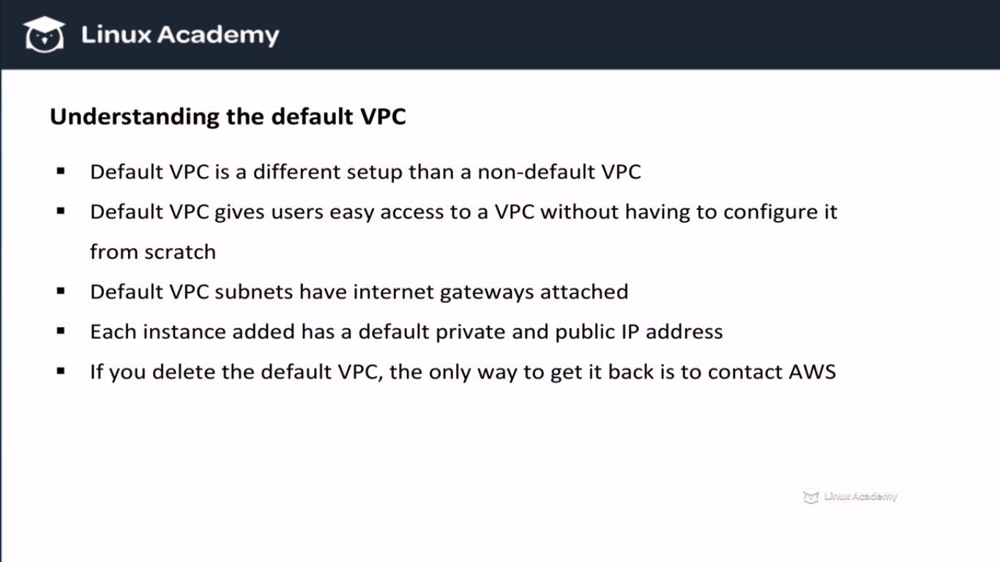 Linux Academy
Understanding the default VPC
▪ Default VPC is a different setup than a non-default VPC
▪ Default VPC gives users easy access to a VPC without having to configure it
from scratch
▪ Default VPC subnets have internet gateways attached
▪ Each instance added has a default private and public IP address
▪ If you delete the default VPC, the only way to get it back is to contact AWS
Linux Academy